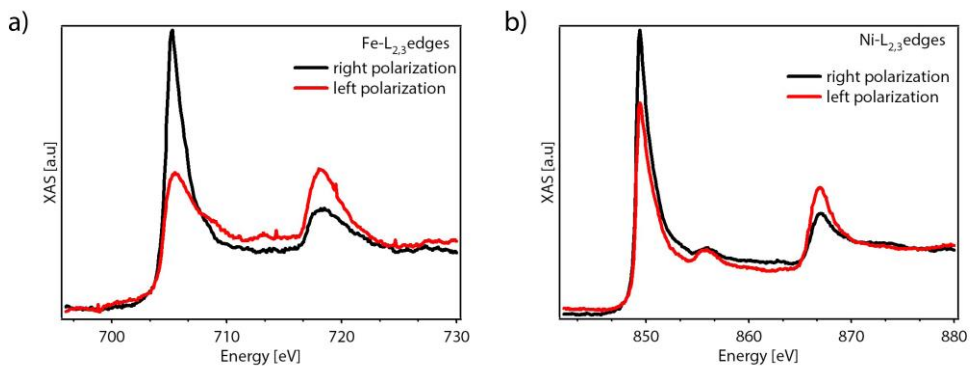 a)
Fe-L2,3edges
right polarization
left polarization
XAS [a.u]
700
710
720
730
Energy [eV]
b)
Ni-L2,3edges
right polarization
left polarization
XAS [a.u]
850
860
870
880
Energy [eV]